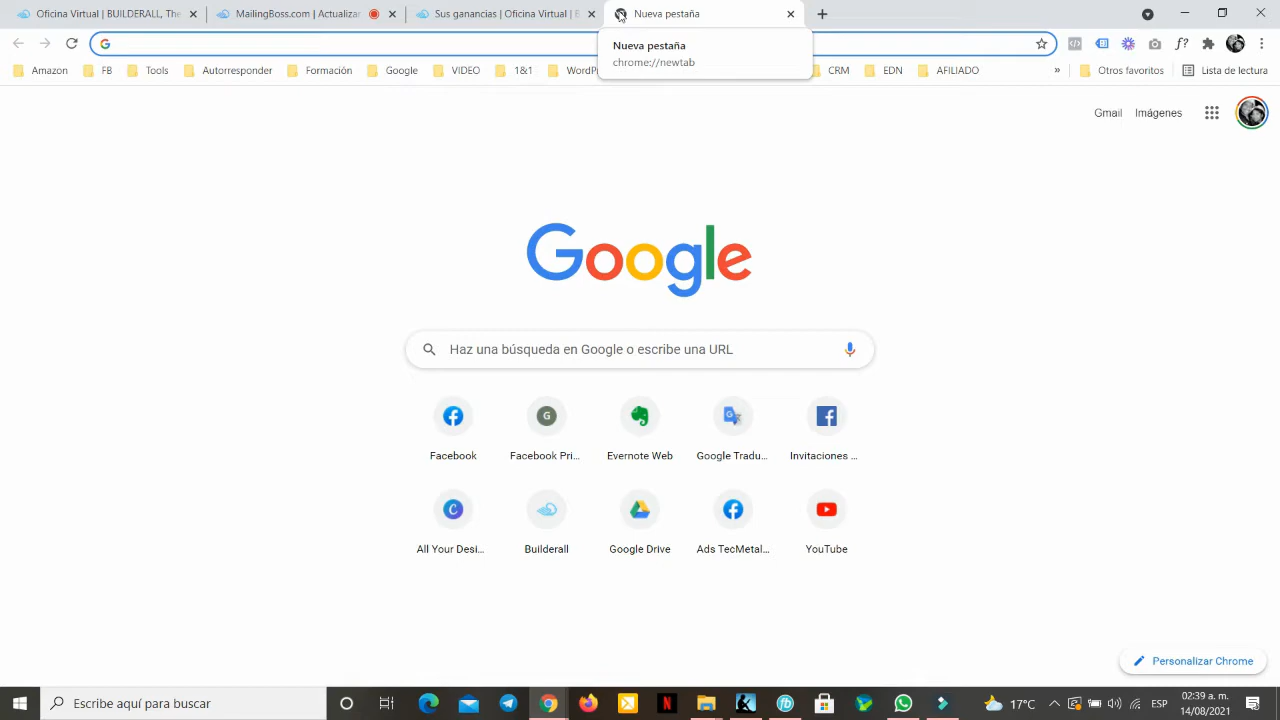 Oficina Virtual | BUILDERALL, The
MailingBoss.com | Actualizar
Sus ganancias | Oficina Virtual | B
Nueva pestaña
Nueva pestaña
chrome://newtab
Amazon
FB
Tools
Autorresponder
Formación
Google
VIDEO
1&1
WordP
CRM
EDN
AFILIADO
»
Otros favoritos
Lista de lectura
Gmail
Imágenes
Google
Haz una búsqueda en Google o escribe una URL
Facebook
Facebook Pri...
Evernote Web
Google Tradu...
Invitaciones ...
All Your Desi...
Builderall
Google Drive
Ads TecMetal...
YouTube
Personalizar Chrome
Escribe aquí para buscar
17°C
ESP
02:39 a. m.
14/08/2021